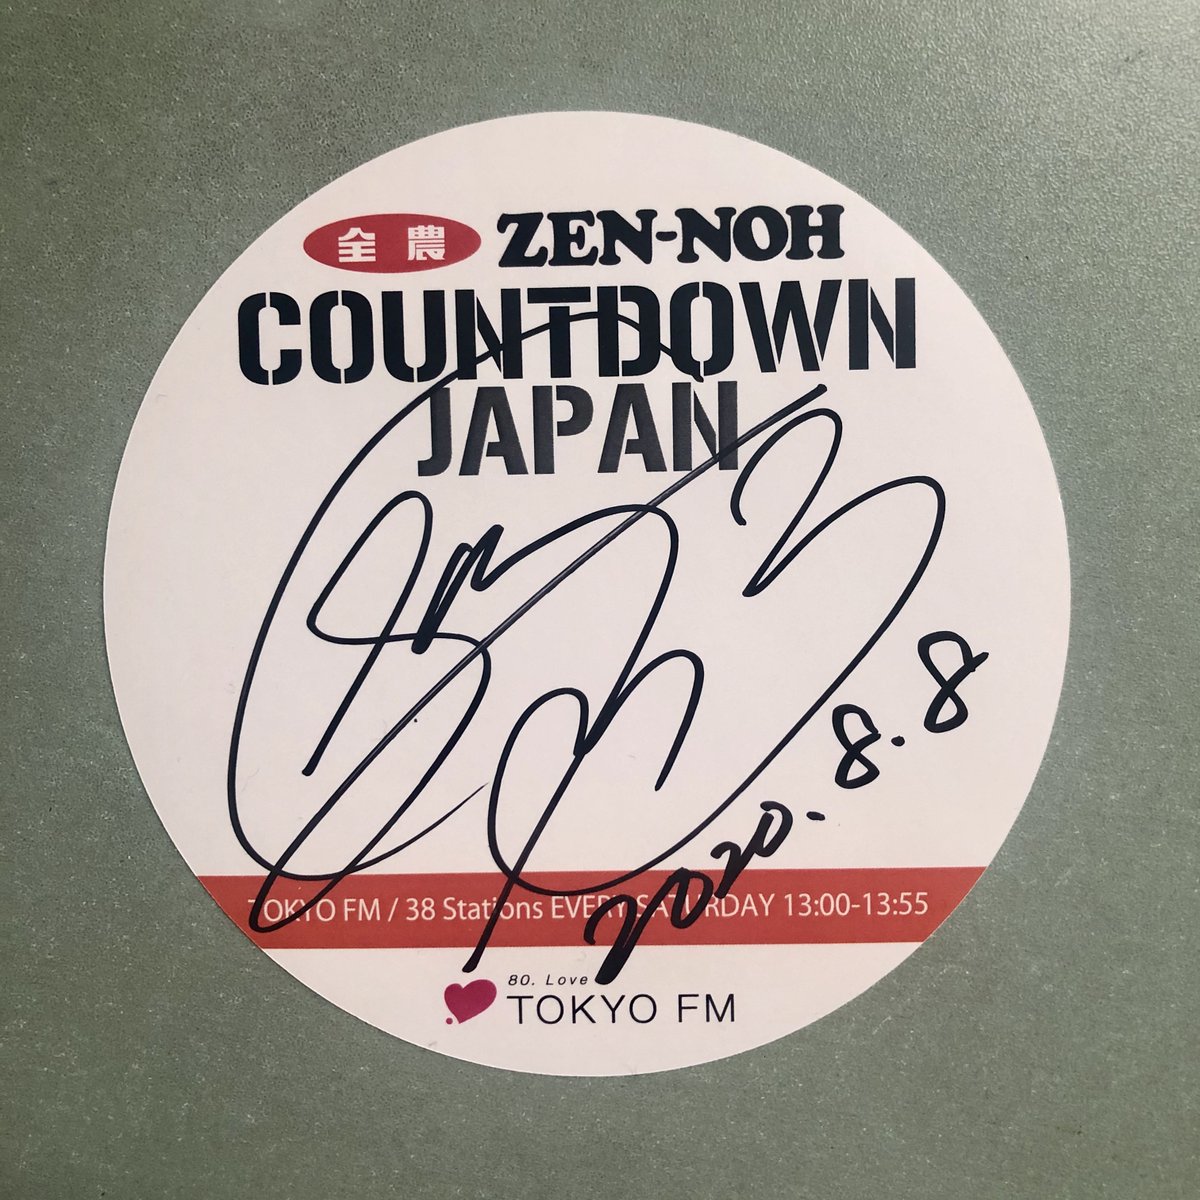 全農 ZEN-NOH
COUNTDOWN
JAPAN
2020.8.8
TOKYO FM / 38 Stations EVERY SATURDAY 13:00-13:55
80. Love
TOKYO FM